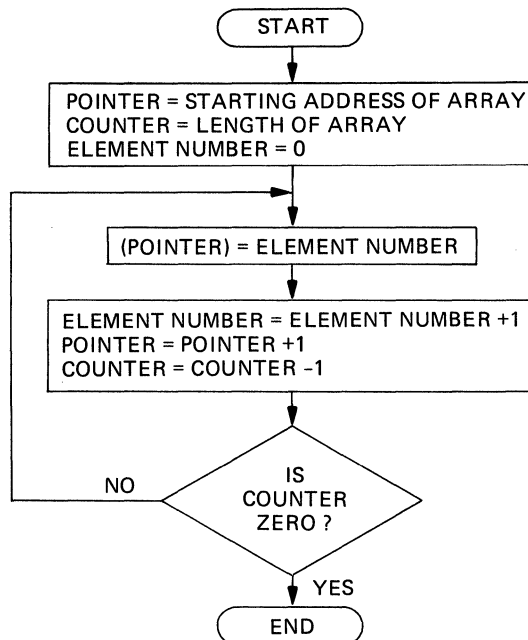 START
POINTER = STARTING ADDRESS OF ARRAY
COUNTER = LENGTH OF ARRAY
ELEMENT NUMBER = 0
(POINTER) = ELEMENT NUMBER
ELEMENT NUMBER = ELEMENT NUMBER +1
POINTER = POINTER +1
COUNTER = COUNTER -1
NO
IS
COUNTER
ZERO ?
YES
END